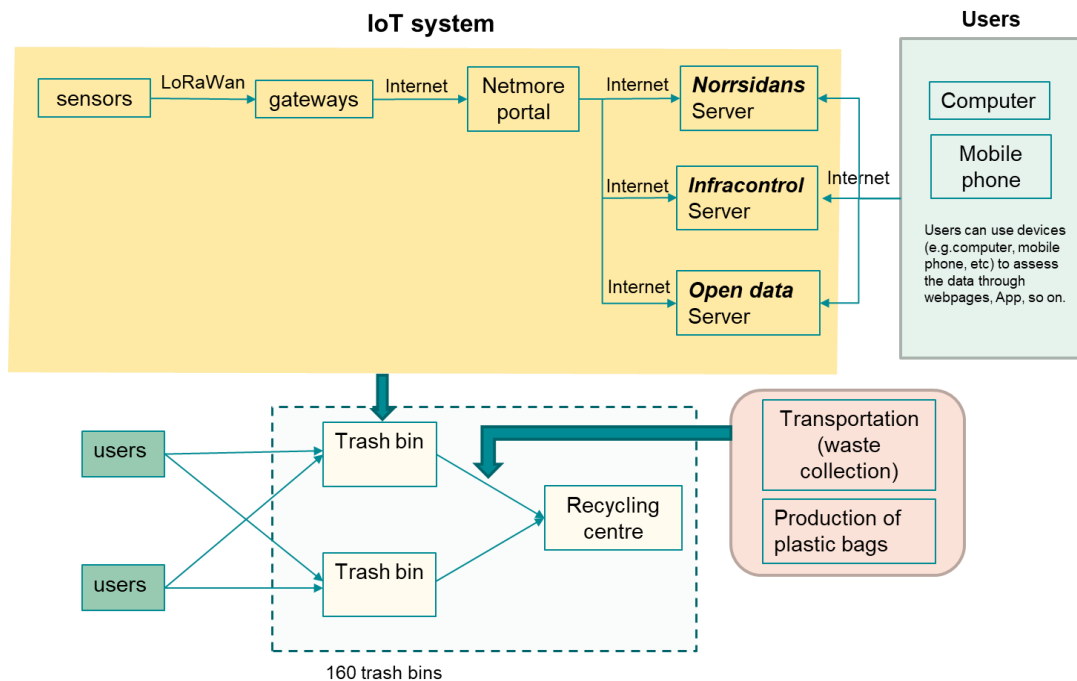 IoT system
Users
sensors
LoRaWan
gateways
Internet
Netmore
portal
Internet
Norrsidans
Server
Internet
Infracontrol
Server
Internet
Open data
Server
Internet
Computer
Mobile
phone
Users can use devices
(e.g.computer, mobile
phone, etc) to assess
the data through
webpages, App, so on.
users
users
Trash bin
Trash bin
Recycling
centre
Transportation
(waste
collection)
Production of
plastic bags
160 trash bins